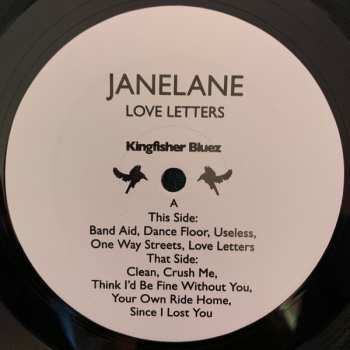 JANELANE
LOVE LETTERS
Kingfisher Bluez
A
This Side:
Band Aid, Dance Floor, Useless,
One Way Streets, Love Letters
That Side:
Clean, Crush Me,
Think I'd Be Fine Without You,
Your Own Ride Home,
Since I Lost You